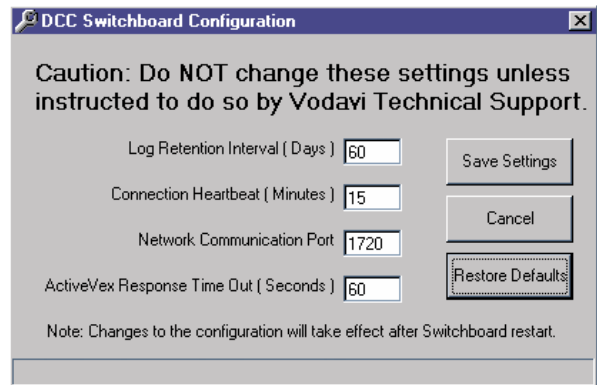 DCC Switchboard Configuration
Caution: Do NOT change these settings unless
instructed to do so by Vodavi Technical Support.
Log Retention Interval ( Days ) 60
Save Settings
Connection Heartbeat ( Minutes ) 15
Cancel
Network Communication Port 1720
Restore Defaults
ActiveVex Response Time Out ( Seconds ) 60
Note: Changes to the configuration will take effect after Switchboard restart.